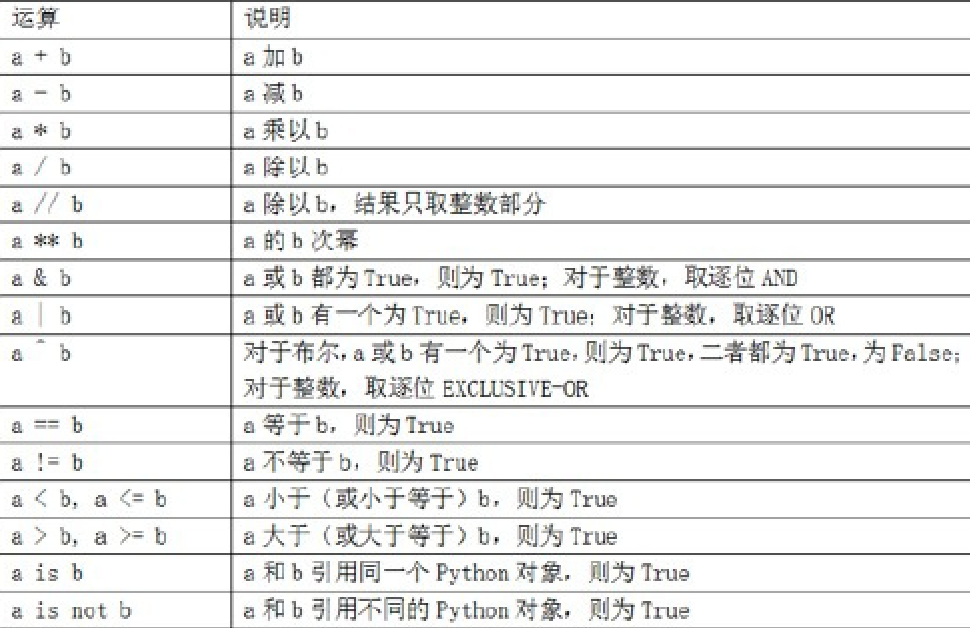 运算 说明
a + b a 加 b
a - b a 减 b
a * b a 乘以 b
a / b a 除以 b
a // b a 除以 b，结果只取整数部分
a ** b a 的 b 次幂
a & b a 或 b 都为 True，则为 True；对于整数，取逐位 AND
a | b a 或 b 有一个为 True，则为 True；对于整数，取逐位 OR
a ^ b 对于布尔,a 或 b 有一个为 True,则为 True,二者都为 True,为 False;
对于整数，取逐位 EXCLUSIVE-OR
a == b a 等于 b，则为 True
a != b a 不等于 b，则为 True
a < b, a <= b a 小于（或小于等于）b，则为 True
a > b, a >= b a 大于（或大于等于）b，则为 True
a is b a 和 b 引用同一个 Python 对象，则为 True
a is not b a 和 b 引用不同的 Python 对象，则为 True